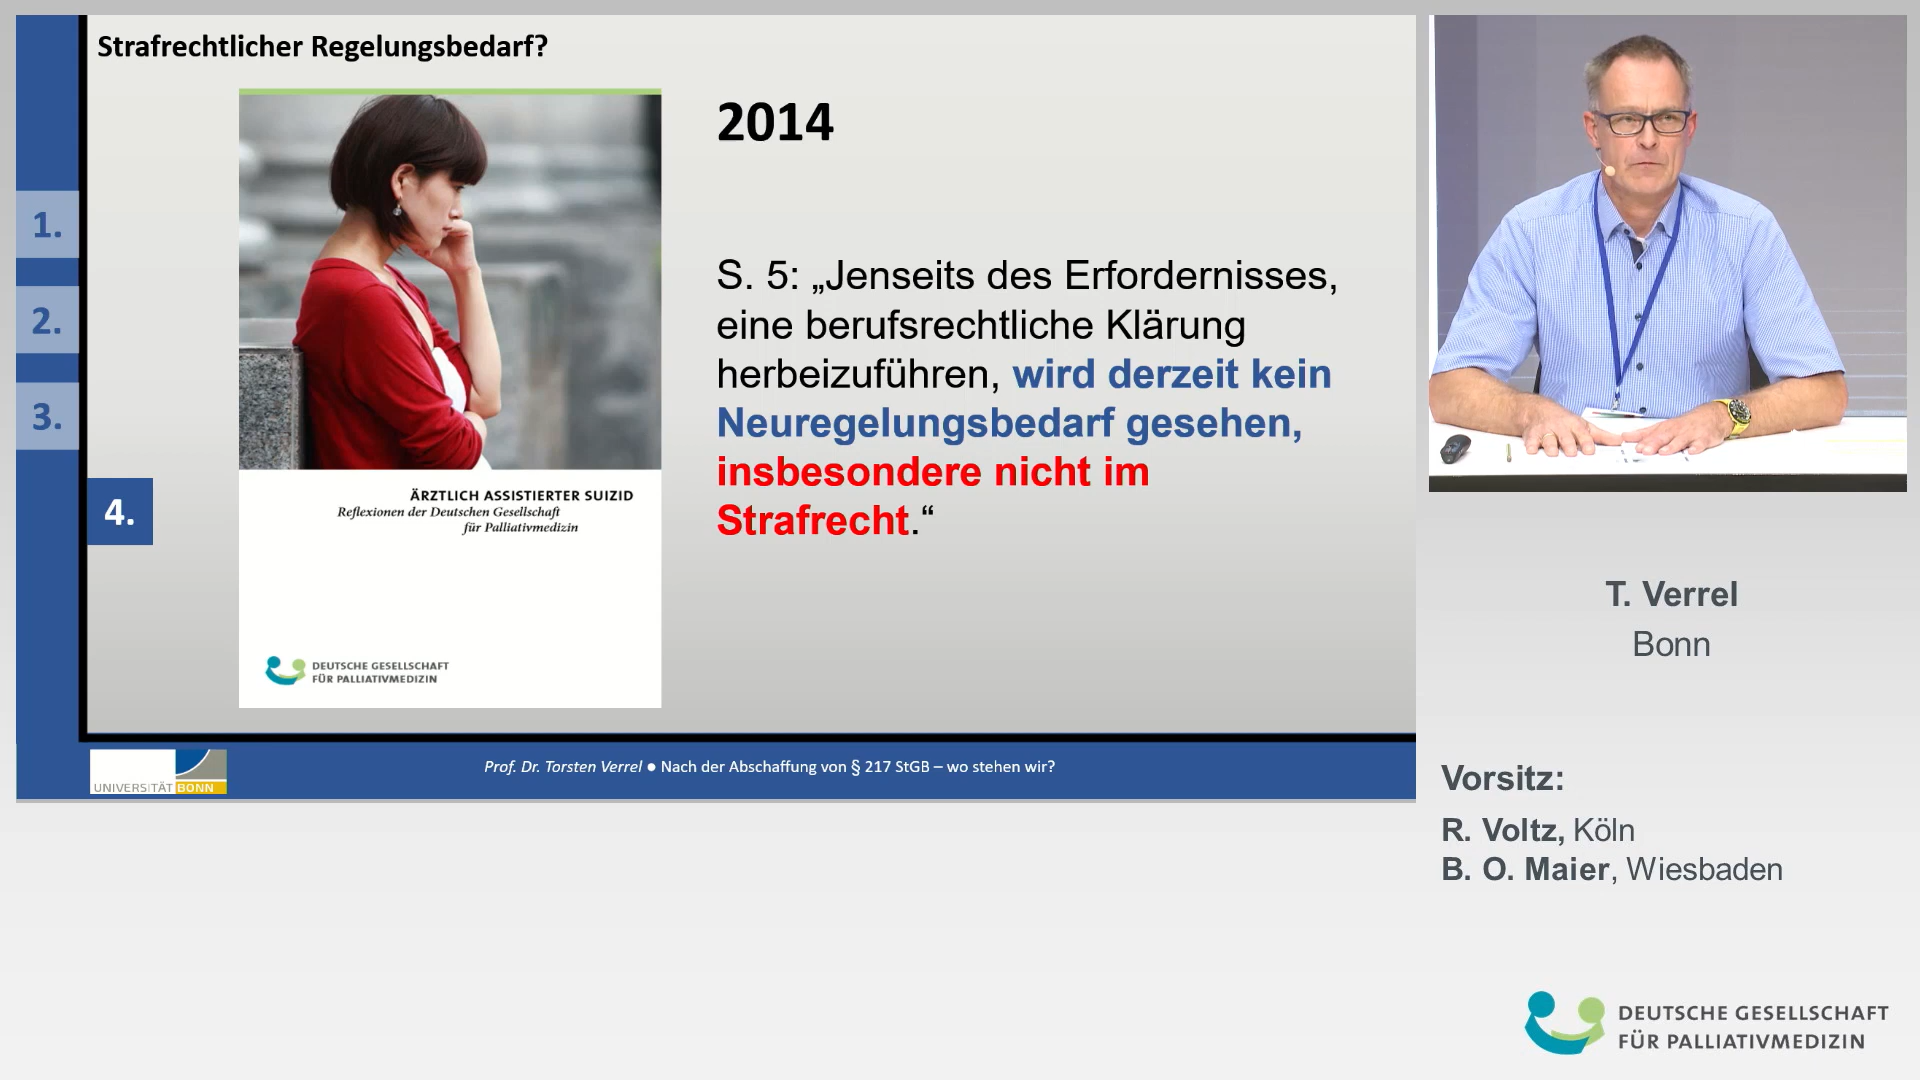 Strafrechtlicher Regelungsbedarf?
1.
2.
3.
4.
ÄRZTLICH ASSISTIERTER SUIZID
Reflexionen der Deutschen Gesellschaft
für Palliativmedizin
DEUTSCHE GESELLSCHAFT
FÜR PALLIATIVMEDIZIN
2014
S. 5: „Jenseits des Erfordernisses,
eine berufsrechtliche Klärung
herbeizuführen, wird derzeit kein
Neuregelungsbedarf gesehen,
insbesondere nicht im
Strafrecht.“
UNIVERSITÄT BONN
Prof. Dr. Torsten Verrel ● Nach der Abschaffung von § 217 StGB – wo stehen wir?
T. Verrel
Bonn
Vorsitz:
R. Voltz, Köln
B. O. Maier, Wiesbaden
DEUTSCHE GESELLSCHAFT
FÜR PALLIATIVMEDIZIN